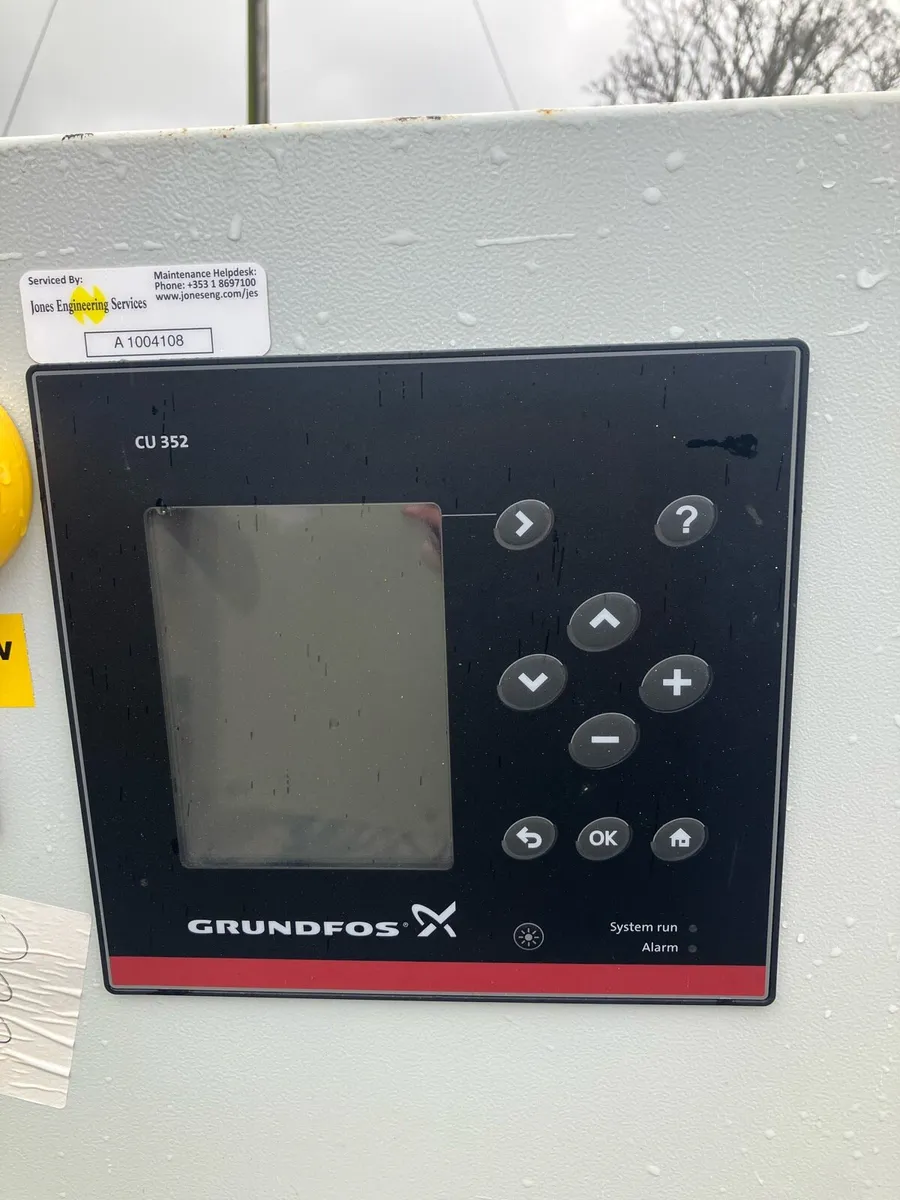 Serviced By:
Jones Engineering Services
Maintenance Helpdesk:
Phone: +353 1 8697100
www.joneseng.com/jes
A 1004108
CU 352
?
OK
GRUNDFOS
System run
Alarm